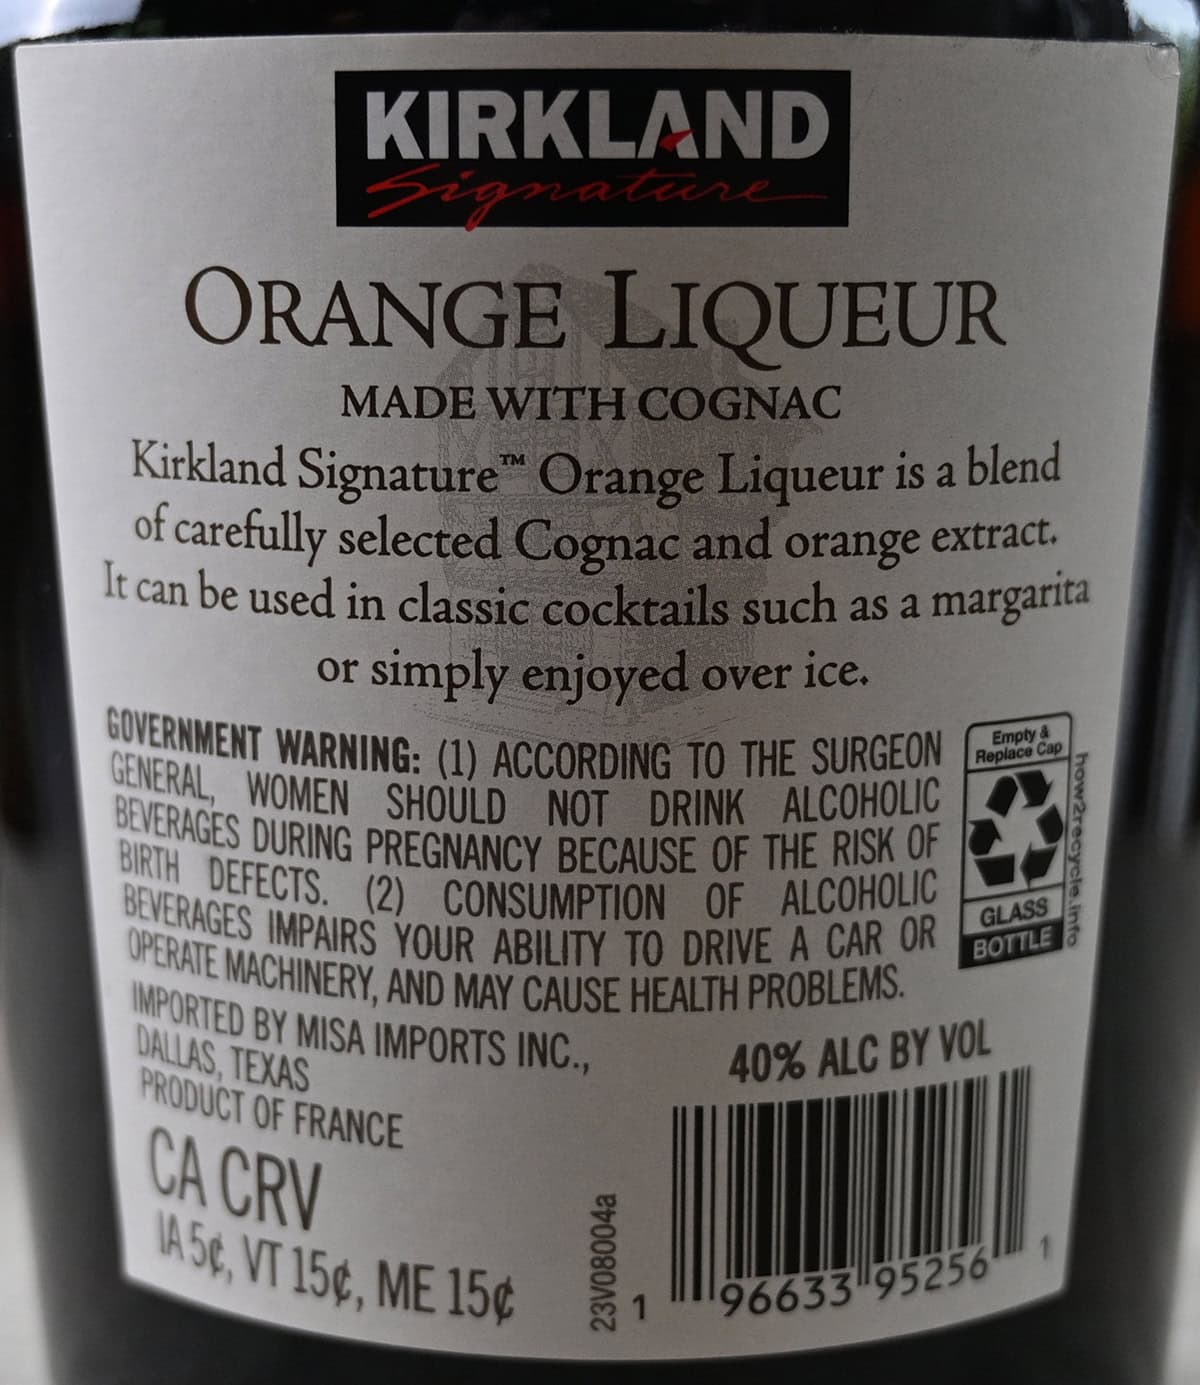 KIRKLAND
Signature
ORANGE LIQUEUR
MADE WITH COGNAC
Kirkland Signature™ Orange Liqueur is a blend
of carefully selected Cognac and orange extract.
It can be used in classic cocktails such as a margarita
or simply enjoyed over ice.
GOVERNMENT WARNING: (1) ACCORDING TO THE SURGEON
GENERAL, WOMEN SHOULD NOT DRINK ALCOHOLIC
BEVERAGES DURING PREGNANCY BECAUSE OF THE RISK OF
BIRTH DEFECTS. (2) CONSUMPTION OF ALCOHOLIC
BEVERAGES IMPAIRS YOUR ABILITY TO DRIVE A CAR OR
OPERATE MACHINERY, AND MAY CAUSE HEALTH PROBLEMS.
Empty &
Replace Cap
GLASS
BOTTLE
how2recycle.info
IMPORTED BY MISA IMPORTS INC.,
DALLAS, TEXAS
PRODUCT OF FRANCE
CA CRV
IA 5¢, VT 15¢, ME 15¢
40% ALC BY VOL
23V08004a
1 96633 95256 1